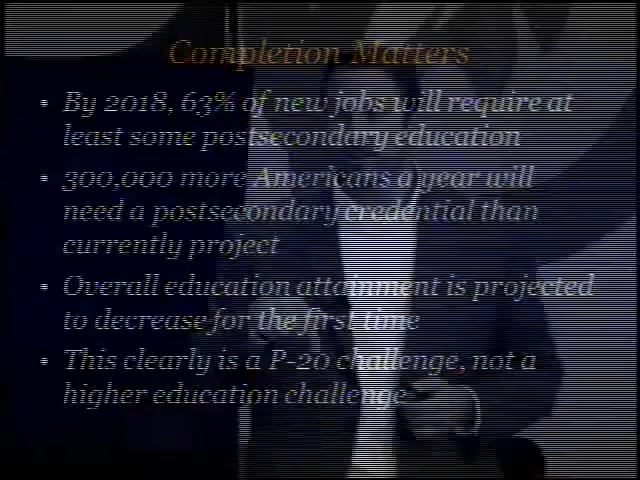 Completion Matters
• By 2018, 63% of new jobs will require at
least some postsecondary education
• 300,000 more Americans a year will
need a postsecondary credential than
currently project
• Overall education attainment is projected
to decrease for the first time
• This clearly is a P-20 challenge, not a
higher education challenge